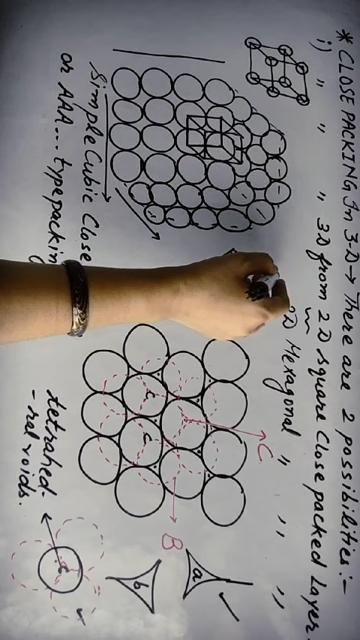 * CLOSE PACKING In 3-D → There are 2 possibilities:-
i) " " " 3D from 2D square Close packed Layer
2D Hexagonal " " "
Simple Cubic Close
or AAA... type packin
C
B
c
c
tetrahed-
-ral voids.
a
b
c